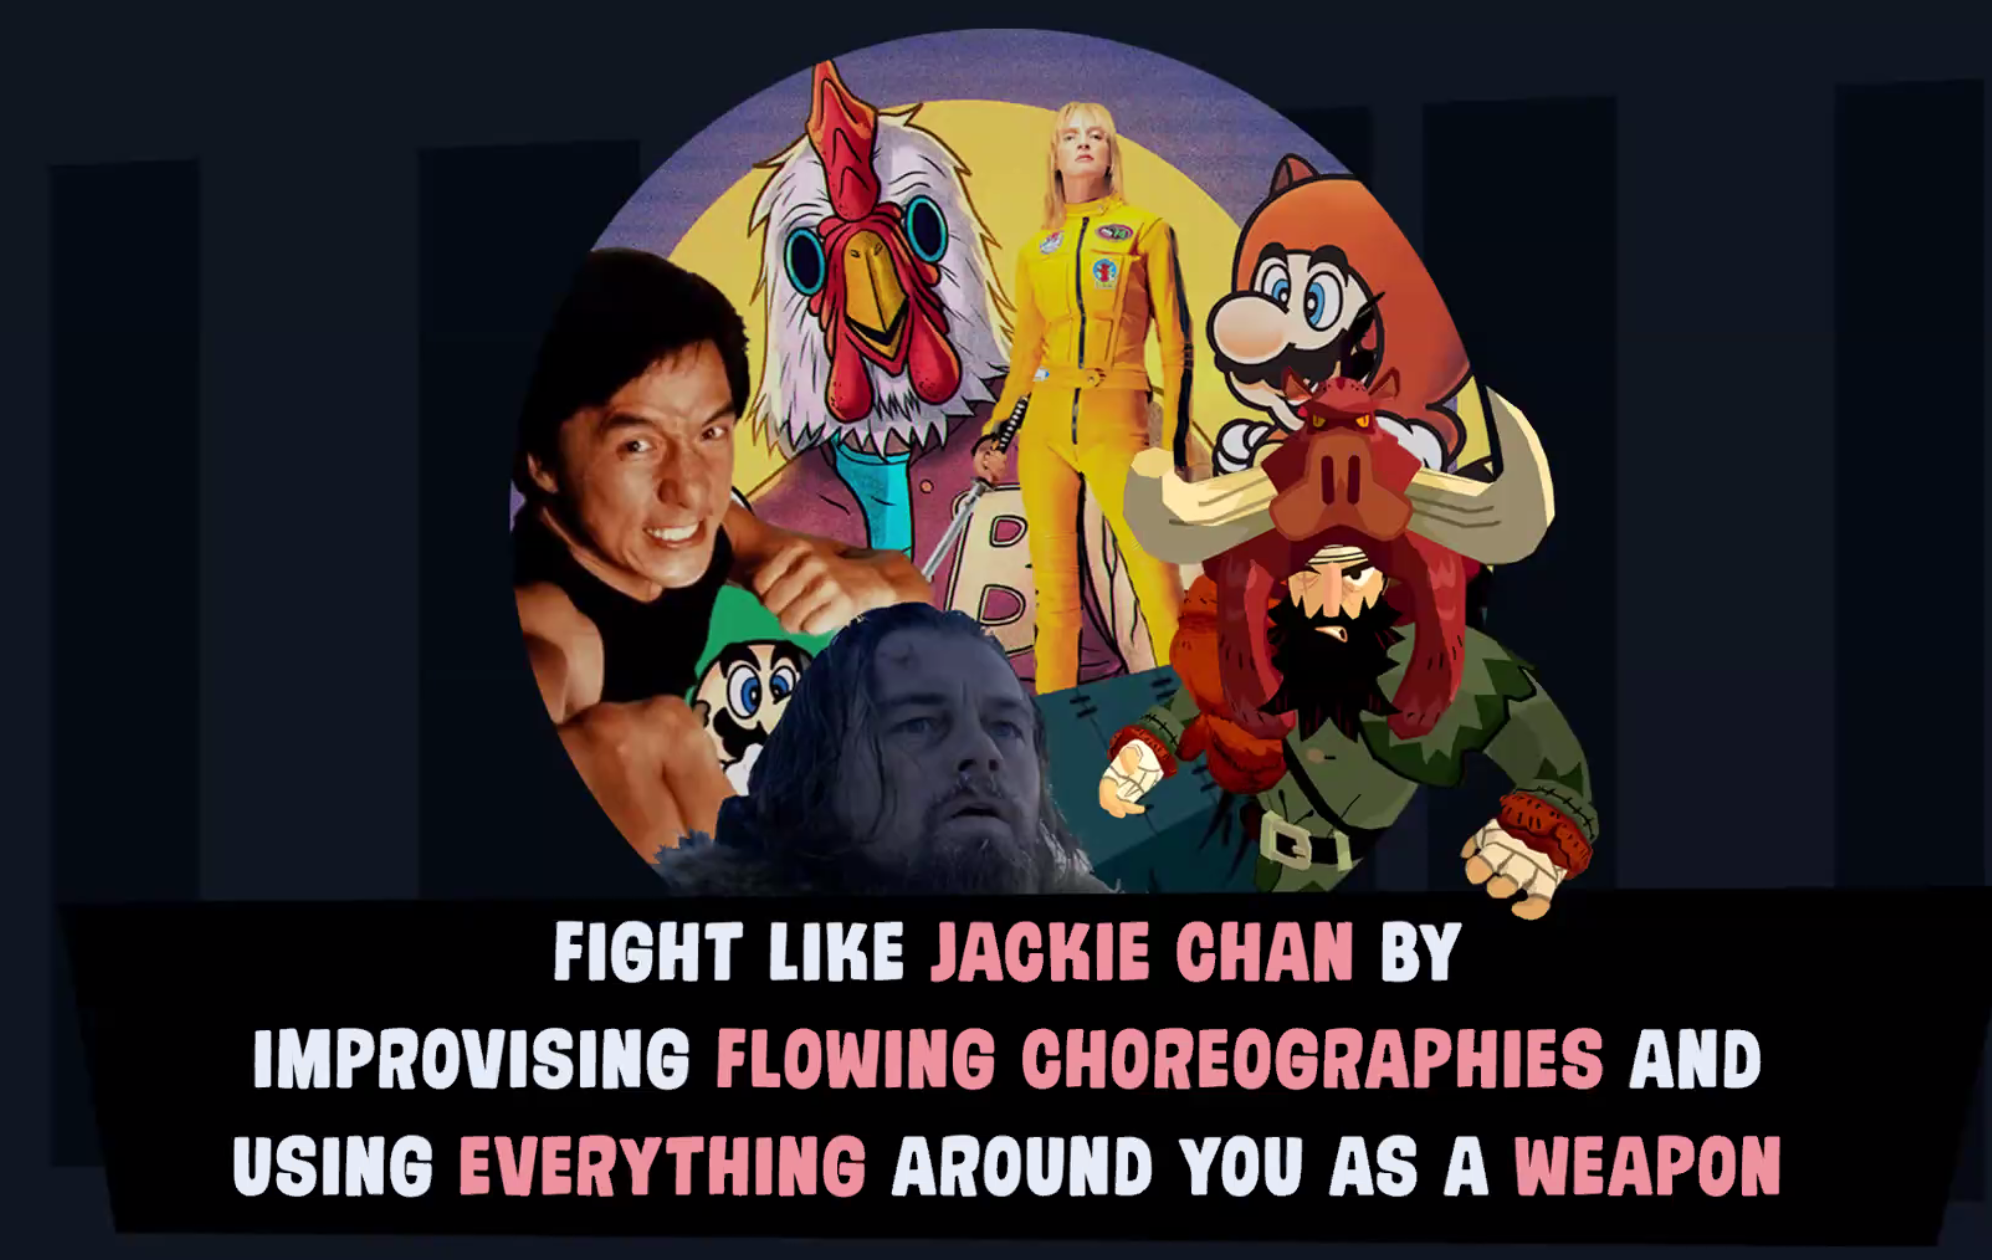 B
FIGHT LIKE JACKIE CHAN BY
IMPROVISING FLOWING CHOREOGRAPHIES AND
USING EVERYTHING AROUND YOU AS A WEAPON